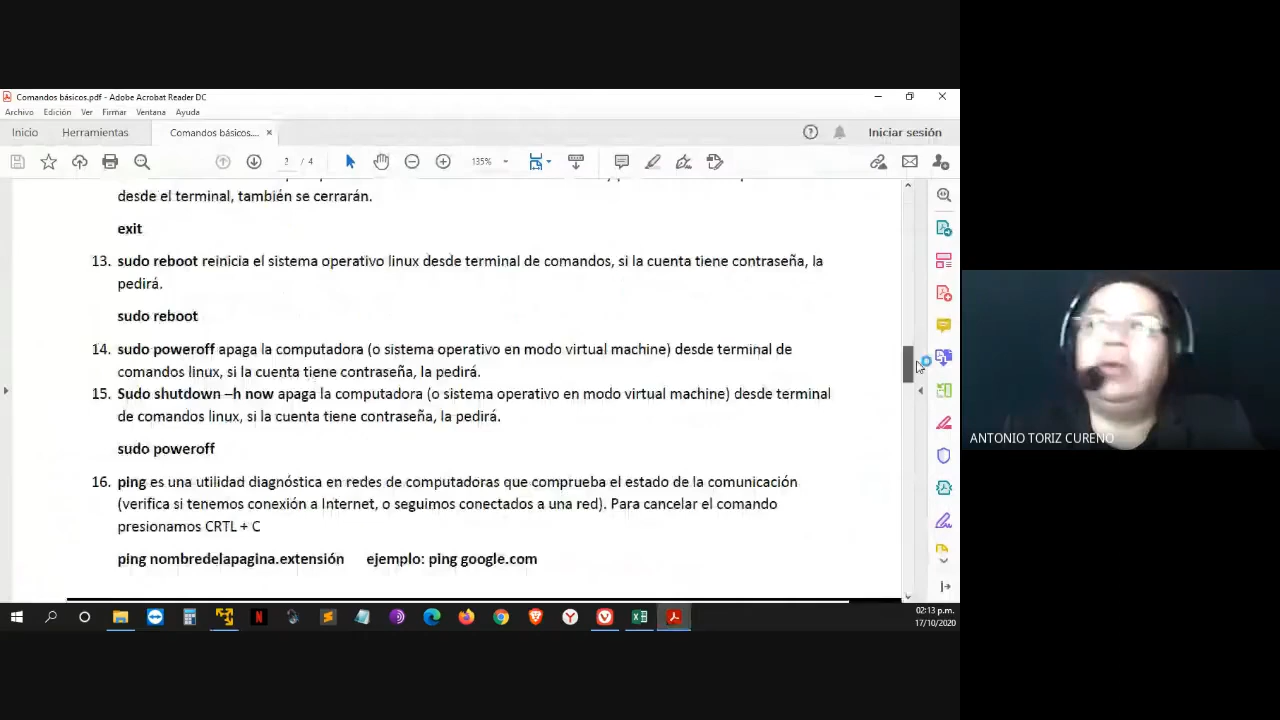 Comandos básicos.pdf - Adobe Acrobat Reader DC
Archivo Edición Ver Firmar Ventana Ayuda
Inicio Herramientas Comandos básicos.... × Iniciar sesión
2 / 4 135%
desde el terminal, también se cerrarán.
exit
13. sudo reboot reinicia el sistema operativo linux desde terminal de comandos, si la cuenta tiene contraseña, la
pedirá.
sudo reboot
14. sudo poweroff apaga la computadora (o sistema operativo en modo virtual machine) desde terminal de
comandos linux, si la cuenta tiene contraseña, la pedirá.
15. Sudo shutdown –h now apaga la computadora (o sistema operativo en modo virtual machine) desde terminal
de comandos linux, si la cuenta tiene contraseña, la pedirá.
sudo poweroff
16. ping es una utilidad diagnóstica en redes de computadoras que comprueba el estado de la comunicación
(verifica si tenemos conexión a Internet, o seguimos conectados a una red). Para cancelar el comando
presionamos CRTL + C
ping nombredelapagina.extensión ejemplo: ping google.com
ANTONIO TORIZ CUREÑO
02:13 p.m.
17/10/2020